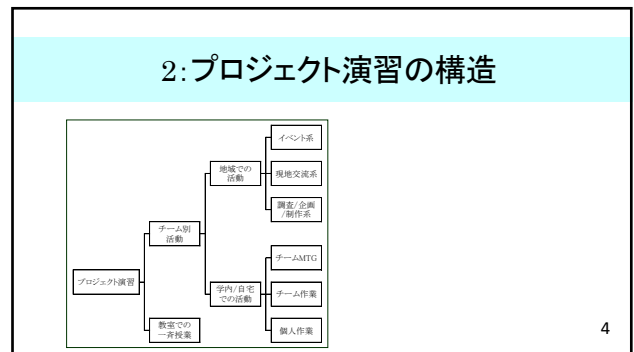 2:プロジェクト演習の構造
イベント系
地域での
活動
現地交流系
調査/企画
/制作系
チーム別
活動
チームMTG
プロジェクト演習
学内/自宅
での活動
チーム作業
教室での
一斉授業
個人作業
4